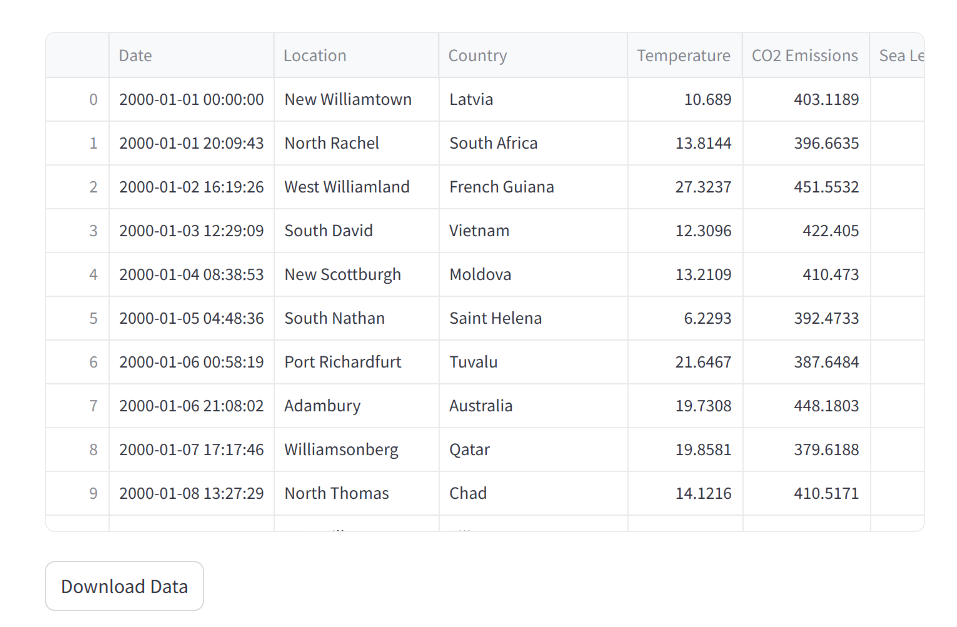 Date Location Country Temperature CO2 Emissions Sea Le
0 2000-01-01 00:00:00 New Williamtown Latvia 10.689 403.1189
1 2000-01-01 20:09:43 North Rachel South Africa 13.8144 396.6635
2 2000-01-02 16:19:26 West Williamland French Guiana 27.3237 451.5532
3 2000-01-03 12:29:09 South David Vietnam 12.3096 422.405
4 2000-01-04 08:38:53 New Scottburgh Moldova 13.2109 410.473
5 2000-01-05 04:48:36 South Nathan Saint Helena 6.2293 392.4733
6 2000-01-06 00:58:19 Port Richardfurt Tuvalu 21.6467 387.6484
7 2000-01-06 21:08:02 Adambury Australia 19.7308 448.1803
8 2000-01-07 17:17:46 Williamsonberg Qatar 19.8581 379.6188
9 2000-01-08 13:27:29 North Thomas Chad 14.1216 410.5171
Download Data